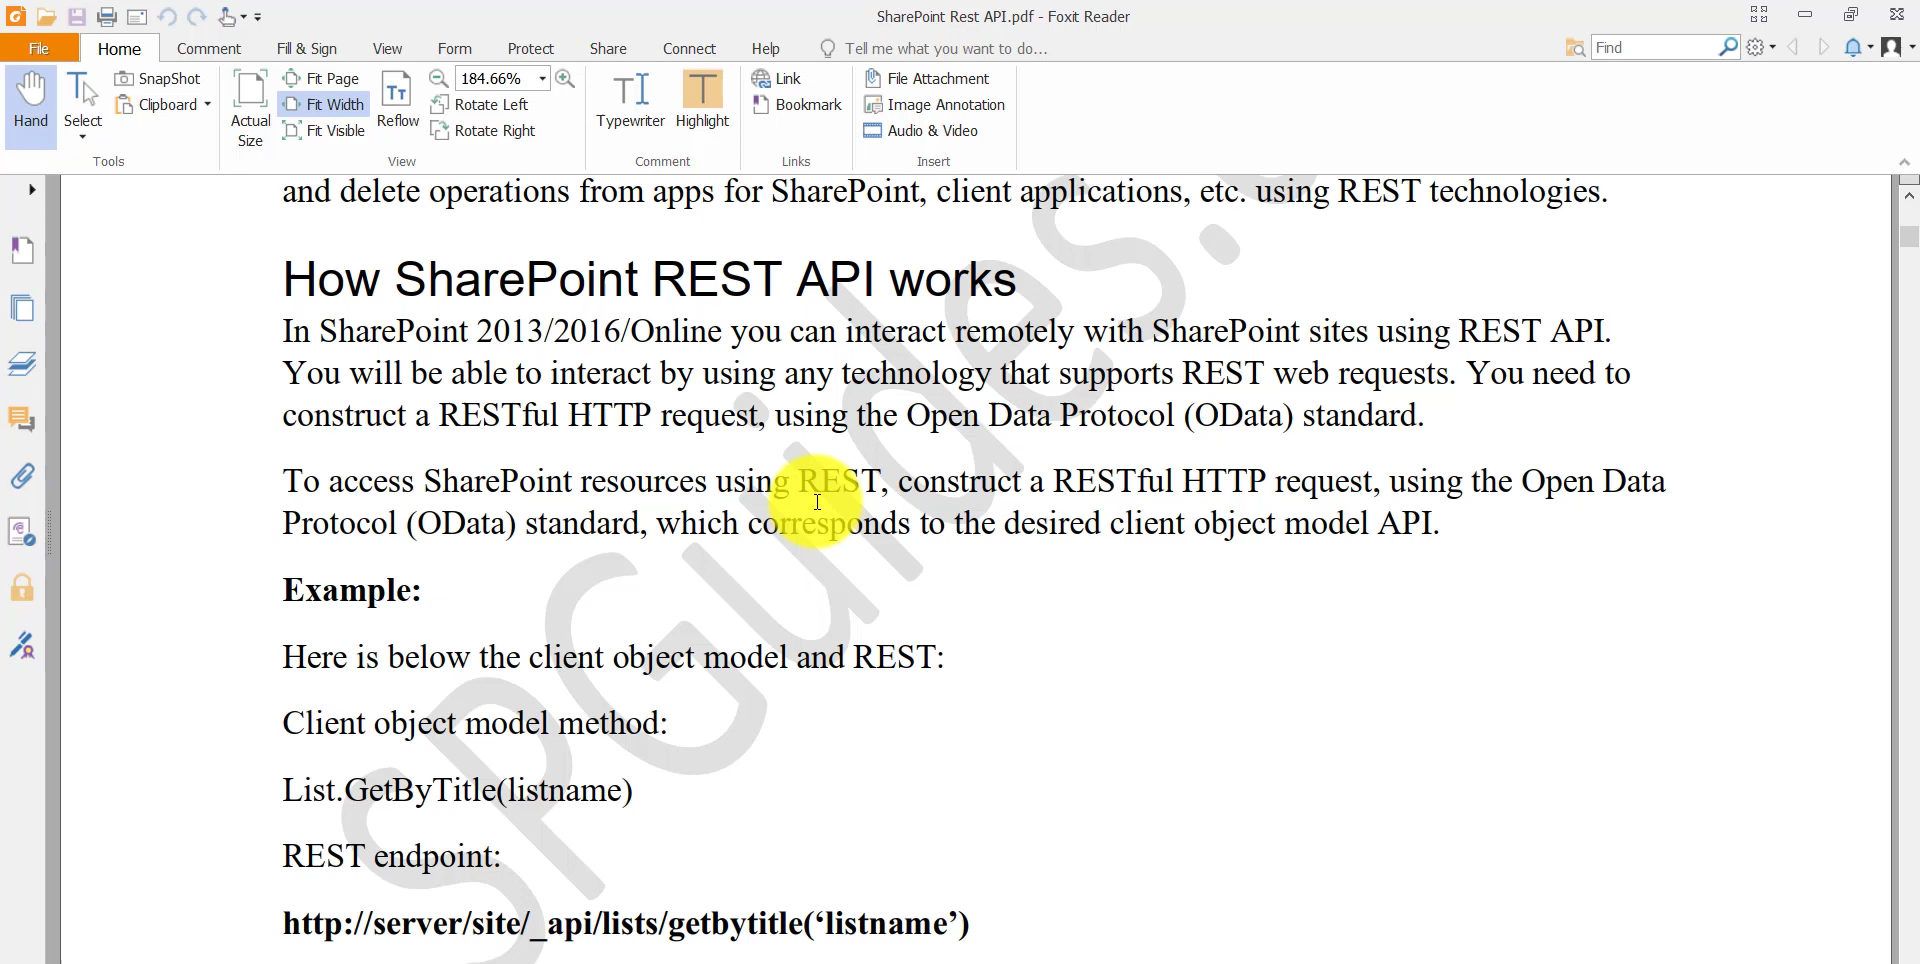 SharePoint Rest API.pdf - Foxit Reader
File Home Comment Fill & Sign View Form Protect Share Connect Help Tell me what you want to do... Find
Hand
Select
SnapShot
Clipboard
Tools
Actual
Size
Fit Page
Fit Width
Fit Visible
Reflow
184.66%
Rotate Left
Rotate Right
View
Typewriter
Highlight
Comment
Link
Bookmark
Links
File Attachment
Image Annotation
Audio & Video
Insert
and delete operations from apps for SharePoint, client applications, etc. using REST technologies.
How SharePoint REST API works
In SharePoint 2013/2016/Online you can interact remotely with SharePoint sites using REST API.
You will be able to interact by using any technology that supports REST web requests. You need to
construct a RESTful HTTP request, using the Open Data Protocol (OData) standard.
To access SharePoint resources using REST, construct a RESTful HTTP request, using the Open Data
Protocol (OData) standard, which corresponds to the desired client object model API.
Example:
Here is below the client object model and REST:
Client object model method:
List.GetByTitle(listname)
REST endpoint:
http://server/site/_api/lists/getbytitle(‘listname’)
SPGuides.c